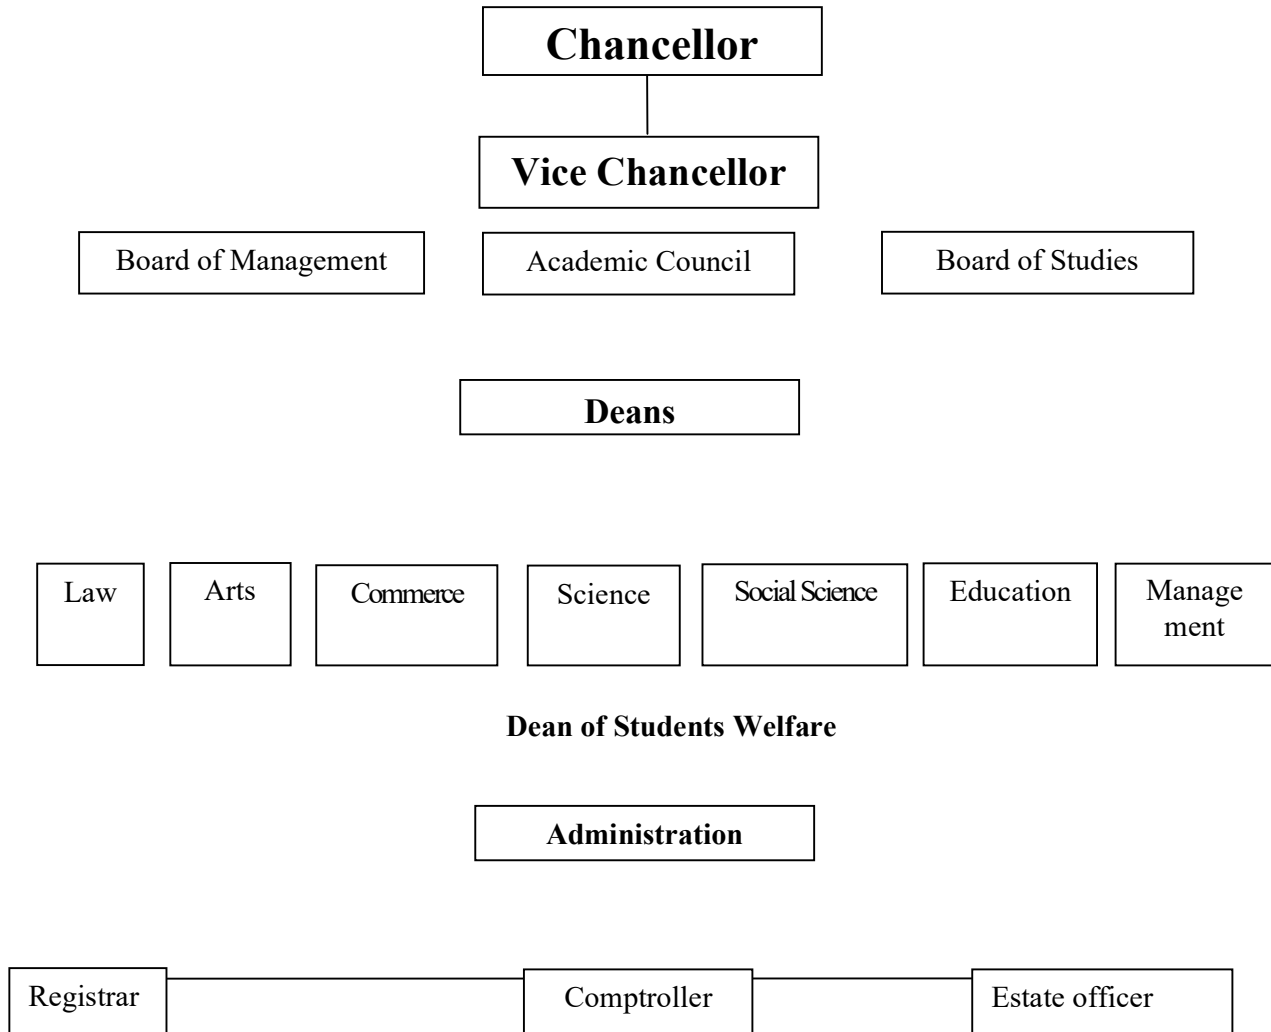 Chancellor
Vice Chancellor
Board of Management
Academic Council
Board of Studies
Deans
Law
Arts
Commerce
Science
Social Science
Education
Manage
ment
Dean of Students Welfare
Administration
Registrar
Comptroller
Estate officer